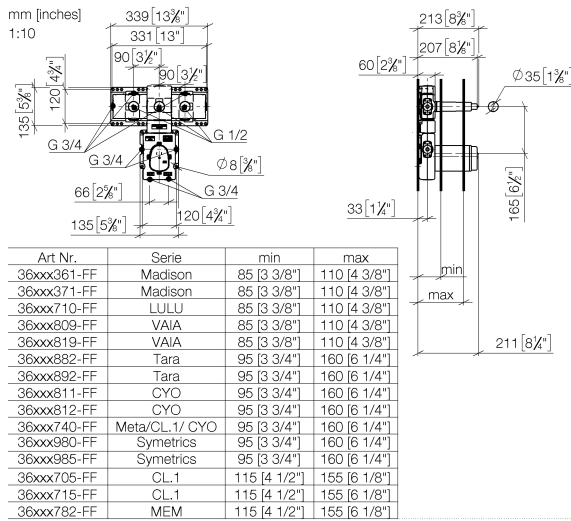 mm [inches]
1:10
339 [13⅜"]
331 [13"]
90 [3½"]
90 [3½"]
135 [5⅜"]
120 [4¾"]
G 3/4
G 1/2
G 3/4
Ø 8 [⅜"]
G 3/4
66 [2⅝"]
120 [4¾"]
135 [5⅜"]
213 [8⅜"]
207 [8⅛"]
60 [2⅜"]
Ø 35 [1⅜"]
165 [6½"]
33 [1¼"]
min
max
211 [8¼"]
Art Nr. Serie min max
36xxx361-FF Madison 85 [3 3/8"] 110 [4 3/8"]
36xxx371-FF Madison 85 [3 3/8"] 110 [4 3/8"]
36xxx710-FF LULU 85 [3 3/8"] 110 [4 3/8"]
36xxx809-FF VAIA 85 [3 3/8"] 110 [4 3/8"]
36xxx819-FF VAIA 85 [3 3/8"] 110 [4 3/8"]
36xxx882-FF Tara 95 [3 3/4"] 160 [6 1/4"]
36xxx892-FF Tara 95 [3 3/4"] 160 [6 1/4"]
36xxx811-FF CYO 95 [3 3/4"] 160 [6 1/4"]
36xxx812-FF CYO 95 [3 3/4"] 160 [6 1/4"]
36xxx740-FF Meta/CL.1/ CYO 95 [3 3/4"] 160 [6 1/4"]
36xxx980-FF Symetrics 95 [3 3/4"] 160 [6 1/4"]
36xxx985-FF Symetrics 95 [3 3/4"] 160 [6 1/4"]
36xxx705-FF CL.1 115 [4 1/2"] 155 [6 1/8"]
36xxx715-FF CL.1 115 [4 1/2"] 155 [6 1/8"]
36xxx782-FF MEM 115 [4 1/2"] 155 [6 1/8"]